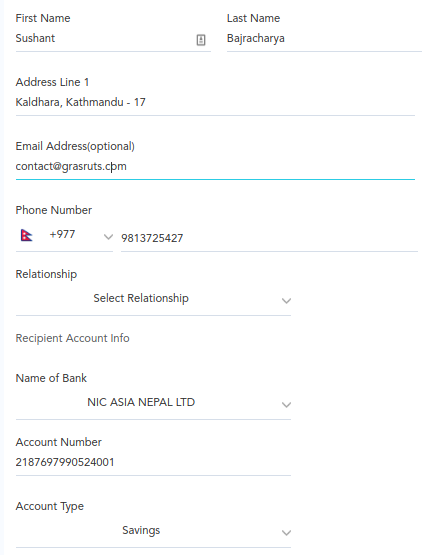 First Name Last Name
Sushant Bajracharya
Address Line 1
Kaldhara, Kathmandu - 17
Email Address(optional)
contact@grasruts.com
Phone Number
+977 9813725427
Relationship
Select Relationship
Recipient Account Info
Name of Bank
NIC ASIA NEPAL LTD
Account Number
2187697990524001
Account Type
Savings